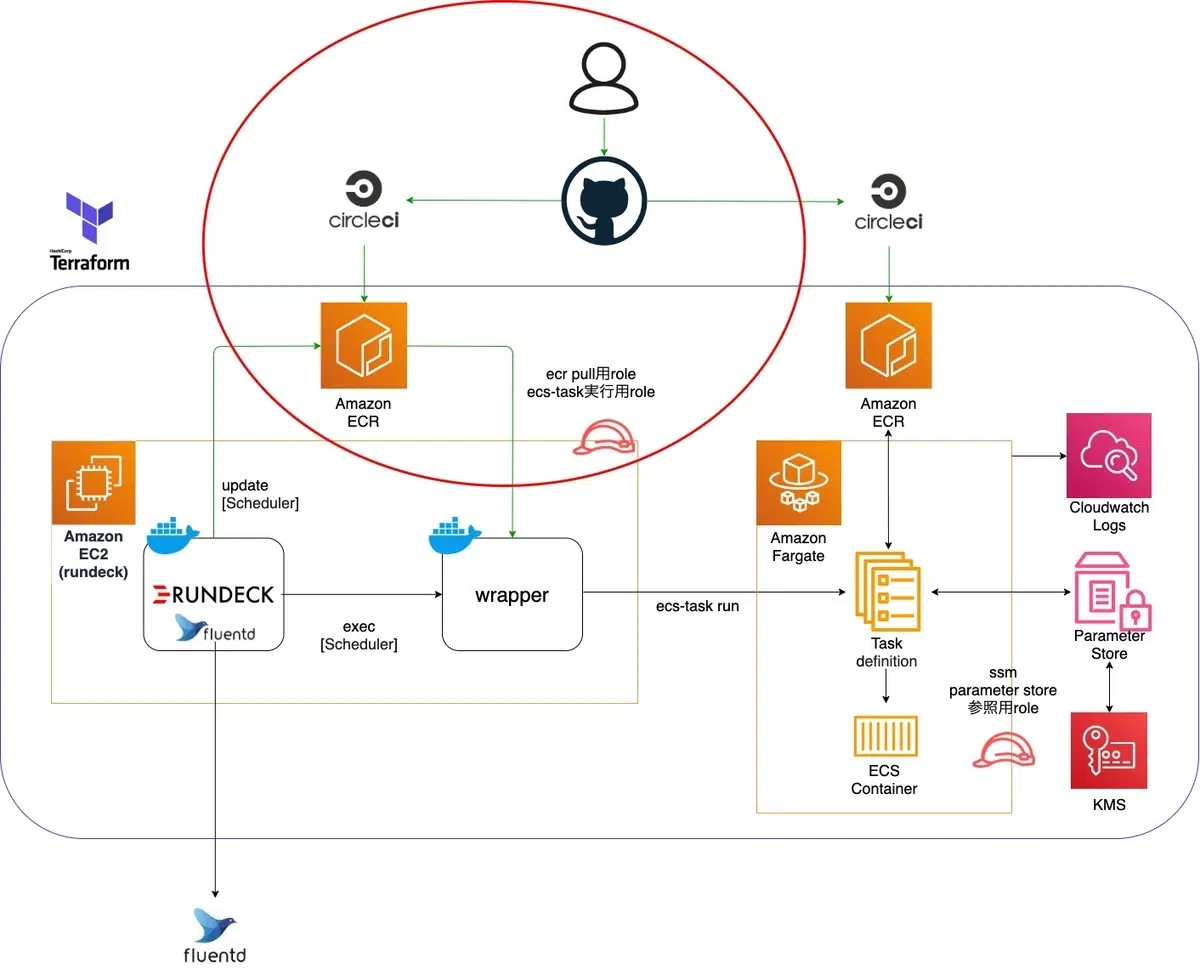 circleci
circleci
HashiCorp
Terraform
Amazon
ECR
ecr pull用role
ecs-task実行用role
Amazon
ECR
update
[Scheduler]
Amazon
EC2
(rundeck)
Amazon
Fargate
Cloudwatch
Logs
RUNDECK
fluentd
exec
[Scheduler]
wrapper
ecs-task run
Task
definition
Parameter
Store
ssm
parameter store
参照用role
ECS
Container
KMS
fluentd